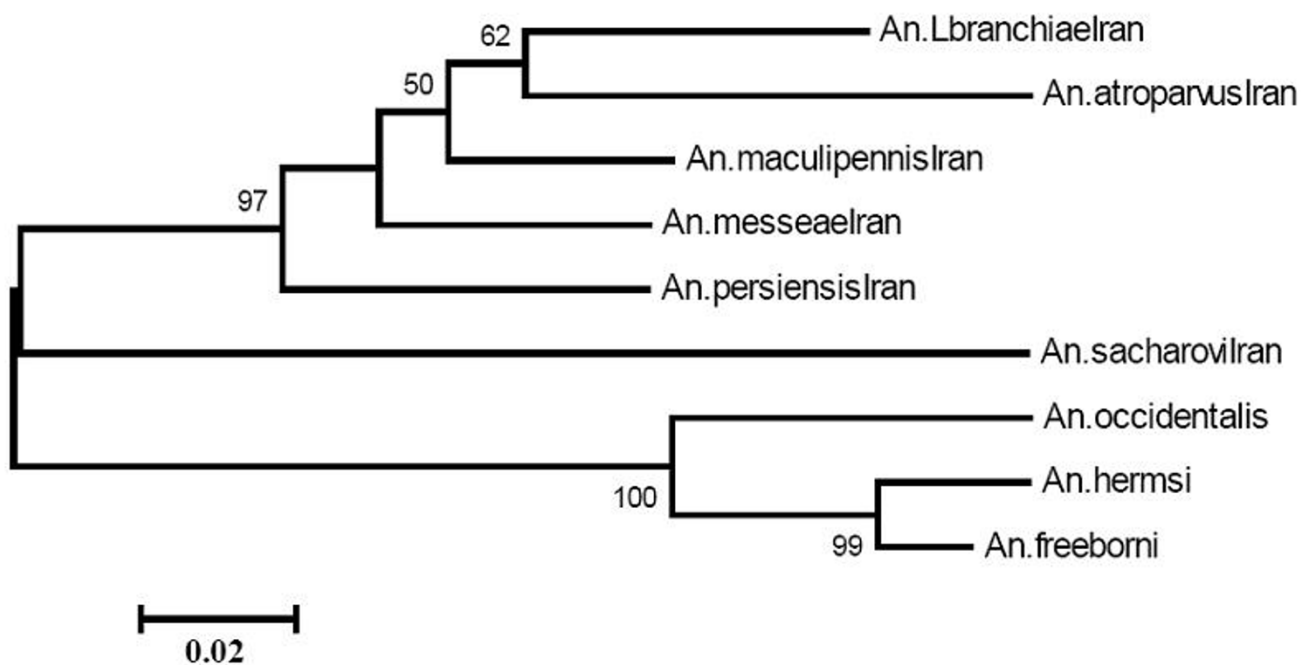 62
An.LbranchiaeIran
An.atroparvusIran
50
An.maculipennisIran
97
An.messeaeIran
An.persiensisIran
An.sacharoviIran
An.occidentalis
An.hermsi
100
99
An.freeborni
0.02